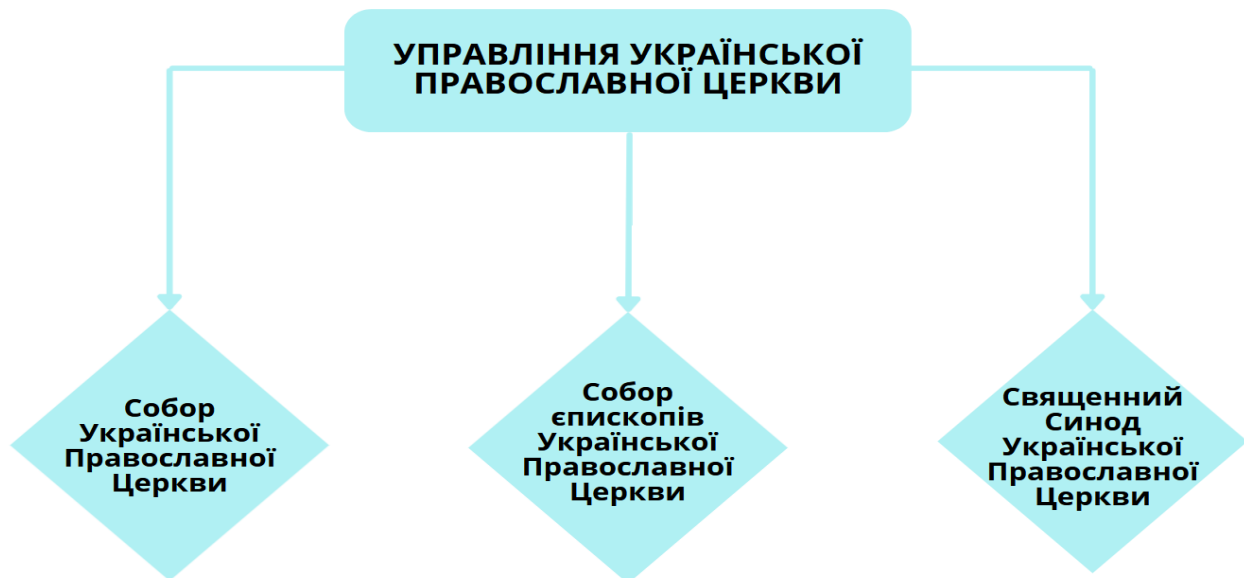 УПРАВЛІННЯ УКРАЇНСЬКОЇ
ПРАВОСЛАВНОЇ ЦЕРКВИ
Собор
Української
Православної
Церкви
Собор
єпископів
Української
Православної
Церкви
Священний
Синод
Української
Православної
Церкви